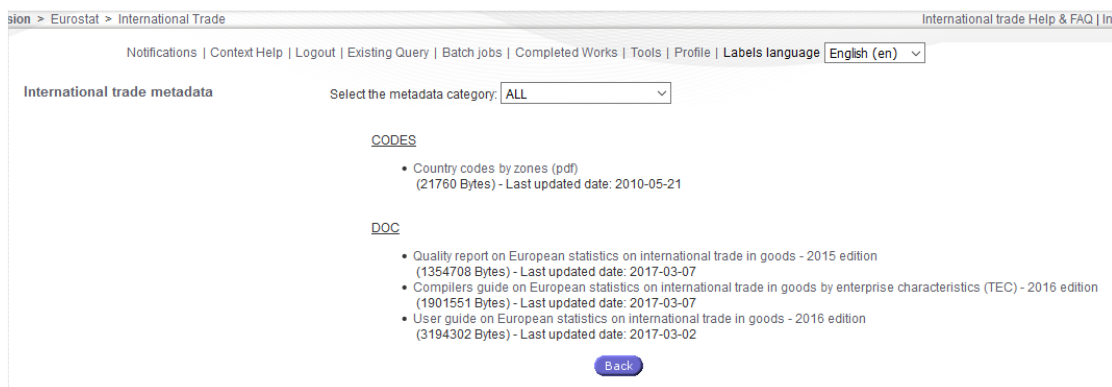 sion > Eurostat > International Trade
International trade Help & FAQ | In
Notifications | Context Help | Logout | Existing Query | Batch jobs | Completed Works | Tools | Profile | Labels language English (en)
International trade metadata
Select the metadata category: ALL
CODES
• Country codes by zones (pdf)
(21760 Bytes) - Last updated date: 2010-05-21
DOC
• Quality report on European statistics on international trade in goods - 2015 edition
(1354708 Bytes) - Last updated date: 2017-03-07
• Compilers guide on European statistics on international trade in goods by enterprise characteristics (TEC) - 2016 edition
(1901551 Bytes) - Last updated date: 2017-03-07
• User guide on European statistics on international trade in goods - 2016 edition
(3194302 Bytes) - Last updated date: 2017-03-02
Back